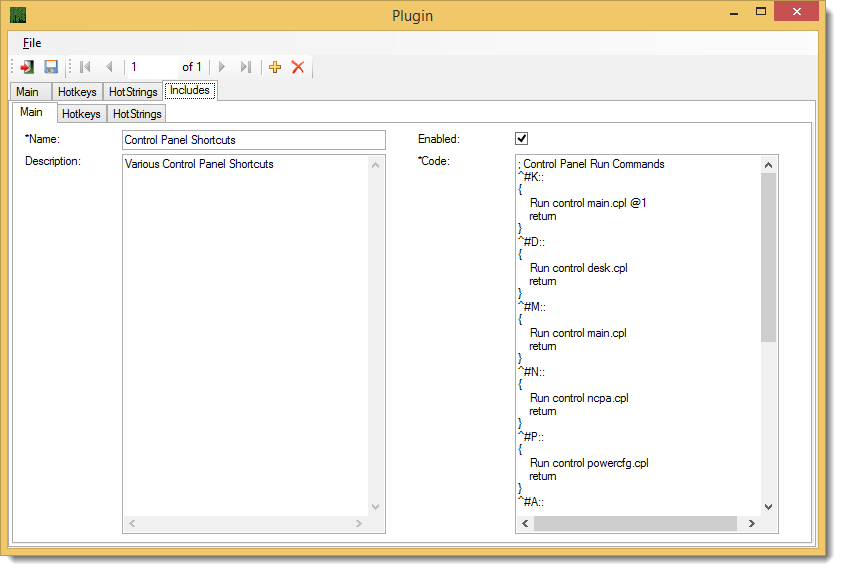 Plugin
File
1 of 1
Main Hotkeys HotStrings Includes
Main Hotkeys HotStrings
*Name: Control Panel Shortcuts Enabled:
Description: Various Control Panel Shortcuts *Code:
; Control Panel Run Commands
^#K::
{
Run control main.cpl @1
return
}
^#D::
{
Run control desk.cpl
return
}
^#M::
{
Run control main.cpl
return
}
^#N::
{
Run control ncpa.cpl
return
}
^#P::
{
Run control powercfg.cpl
return
}
^#A::